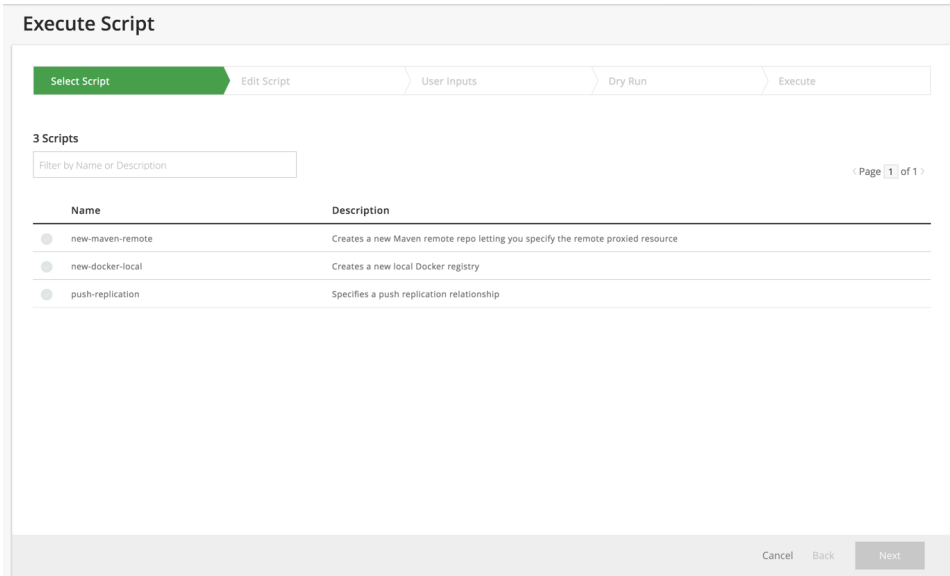 Execute Script
Select Script Edit Script User Inputs Dry Run Execute
3 Scripts
Filter by Name or Description
Page 1 of 1
Name Description
new-maven-remote Creates a new Maven remote repo letting you specify the remote proxied resource
new-docker-local Creates a new local Docker registry
push-replication Specifies a push replication relationship
Cancel Back Next